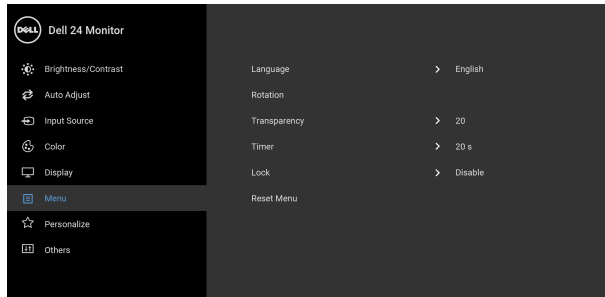 DELL Dell 24 Monitor
Brightness/Contrast Language English
Auto Adjust Rotation
Input Source Transparency 20
Color Timer 20 s
Display Lock Disable
Menu Reset Menu
Personalize
Others